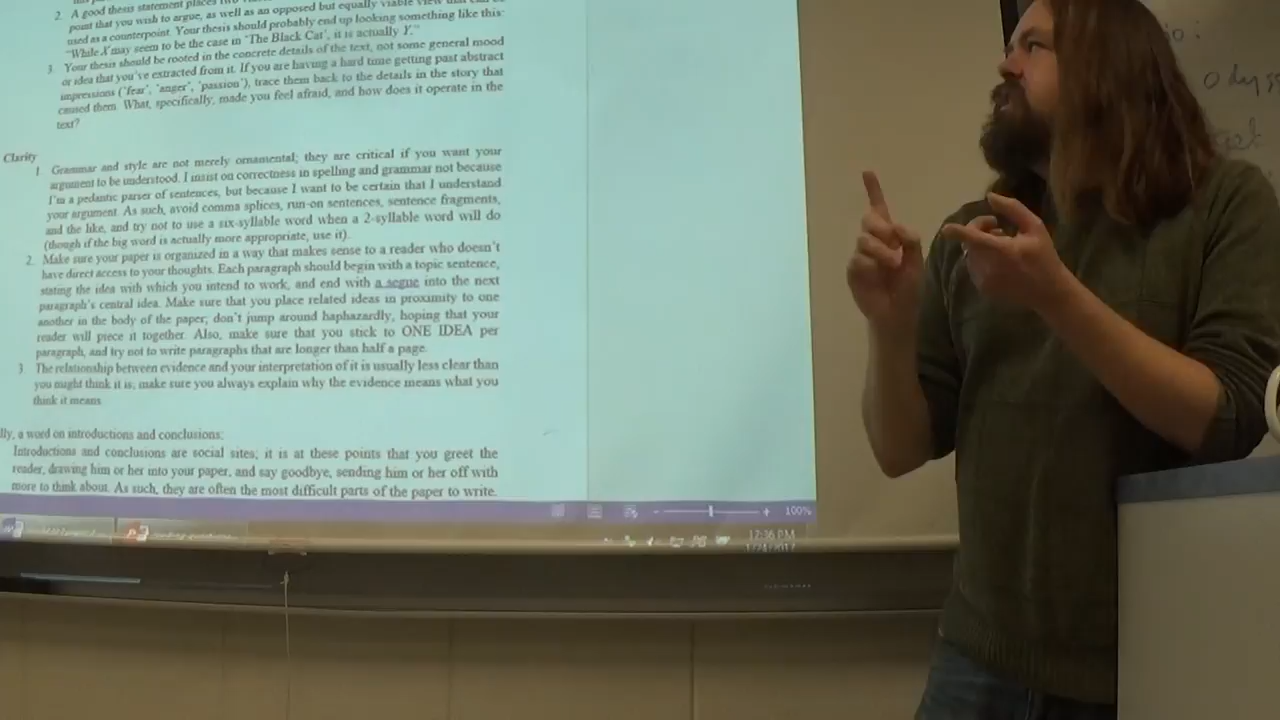 2. A good thesis statement places two
point that you wish to argue, as well as an opposed but equally viable view that can be
used as a counterpoint. Your thesis should probably end up looking something like this:
"While X may seem to be the case in 'The Black Cat', it is actually Y."
3. Your thesis should be rooted in the concrete details of the text, not some general mood
or idea that you've extracted from it. If you are having a hard time getting past abstract
impressions ('fear', 'anger', 'passion'), trace them back to the details in the story that
caused them. What, specifically, made you feel afraid, and how does it operate in the
text?
Clarity
1. Grammar and style are not merely ornamental; they are critical if you want your
argument to be understood. I insist on correctness in spelling and grammar not because
I'm a pedantic parser of sentences, but because I want to be certain that I understand
your argument. As such, avoid comma splices, run-on sentences, sentence fragments,
and the like, and try not to use a six-syllable word when a 2-syllable word will do
(though if the big word is actually more appropriate, use it).
2. Make sure your paper is organized in a way that makes sense to a reader who doesn't
have direct access to your thoughts. Each paragraph should begin with a topic sentence,
stating the idea with which you intend to work, and end with a segue into the next
paragraph's central idea. Make sure that you place related ideas in proximity to one
another in the body of the paper; don't jump around haphazardly, hoping that your
reader will piece it together. Also, make sure that you stick to ONE IDEA per
paragraph, and try not to write paragraphs that are longer than half a page.
3. The relationship between evidence and your interpretation of it is usually less clear than
you might think it is; make sure you always explain why the evidence means what you
think it means.
lly, a word on introductions and conclusions:
Introductions and conclusions are social sites; it is at these points that you greet the
reader, drawing him or her into your paper, and say goodbye, sending him or her off with
more to think about. As such, they are often the most difficult parts of the paper to write.
100%
12:36 PM